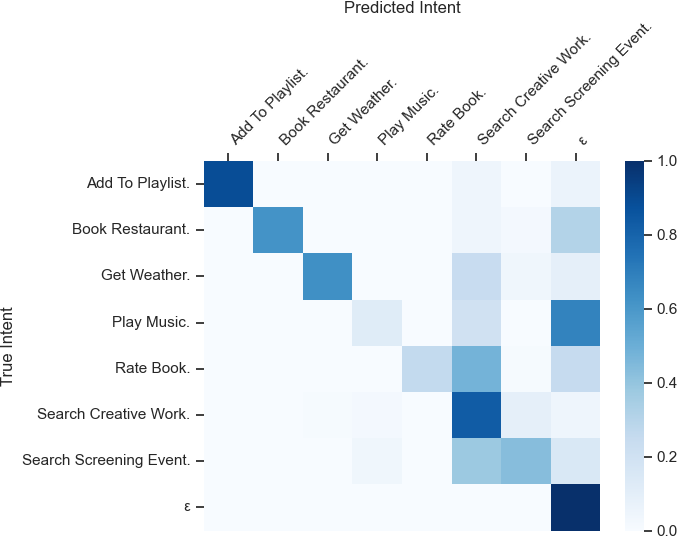 Predicted Intent
Add To Playlist.
Book Restaurant.
Get Weather.
Play Music.
Rate Book.
Search Creative Work.
Search Screening Event.
ε
True Intent
Add To Playlist.
Book Restaurant.
Get Weather.
Play Music.
Rate Book.
Search Creative Work.
Search Screening Event.
ε
1.0
0.8
0.6
0.4
0.2
0.0